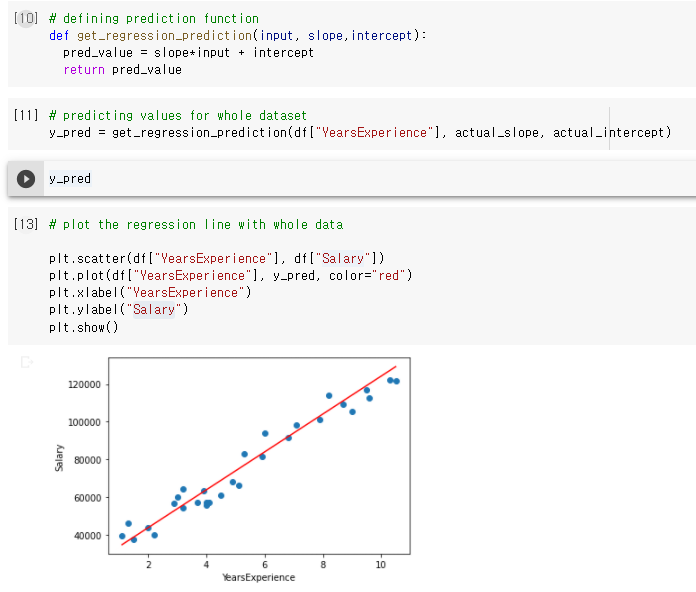 [10] # defining prediction function
def get_regression_prediction(input, slope,intercept):
pred_value = slope*input + intercept
return pred_value
[11] # predicting values for whole dataset
y_pred = get_regression_prediction(df["YearsExperience"], actual_slope, actual_intercept)
y_pred
[13] # plot the regression line with whole data
plt.scatter(df["YearsExperience"], df["Salary"])
plt.plot(df["YearsExperience"], y_pred, color="red")
plt.xlabel("YearsExperience")
plt.ylabel("Salary")
plt.show()
120000
100000
80000
60000
40000
Salary
2 4 6 8 10
YearsExperience